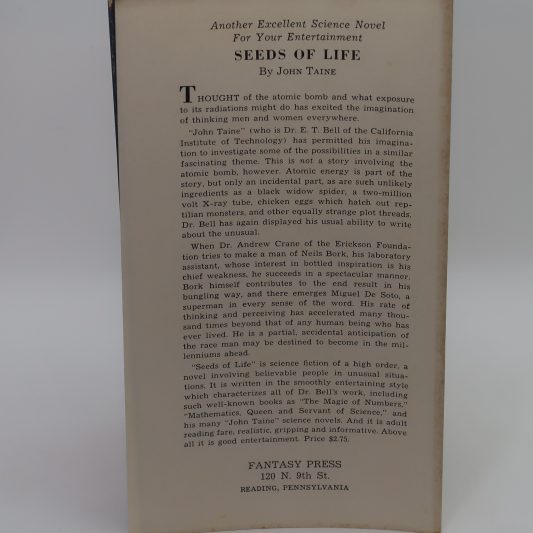 Another Excellent Science Novel
For Your Entertainment
SEEDS OF LIFE
By JOHN TAINE
THOUGHT of the atomic bomb and what exposure
to its radiations might do has excited the imagination
of thinking men and women everywhere.
"John Taine" (who is Dr. E. T. Bell of the California
Institute of Technology) has permitted his imagina-
tion to investigate some of the possibilities in a similar
fascinating theme. This is not a story involving the
atomic bomb, however. Atomic energy is part of the
story, but only an incidental part, as are such unlikely
ingredients as a black widow spider, a two-million
volt X-ray tube, chicken eggs which hatch out rep-
tilian monsters, and other equally strange plot threads.
Dr. Bell has again displayed his usual ability to write
about the unusual.
When Dr. Andrew Crane of the Erickson Founda-
tion tries to make a man of Neils Bork, his laboratory
assistant, whose interest in bottled inspiration is his
chief weakness, he succeeds in a spectacular manner.
Bork himself contributes to the end result in his
bungling way, and there emerges Miguel De Soto, a
superman in every sense of the word. His rate of
thinking and perceiving has accelerated many thou-
sand times beyond that of any human being who has
ever lived. He is a partial, accidental anticipation of
the race man may be destined to become in the mil-
lenniums ahead.
"Seeds of Life" is science fiction of a high order, a
novel involving believable people in unusual situa-
tions. It is written in the smoothly entertaining style
which characterizes all of Dr. Bell's work, including
such well-known books as "The Magic of Numbers,"
"Mathematics, Queen and Servant of Science," and
his many "John Taine" science novels. And it is adult
reading fare, realistic, gripping and informative. Above
all it is good entertainment. Price $2.75.
FANTASY PRESS
120 N. 9th St.
READING, PENNSYLVANIA